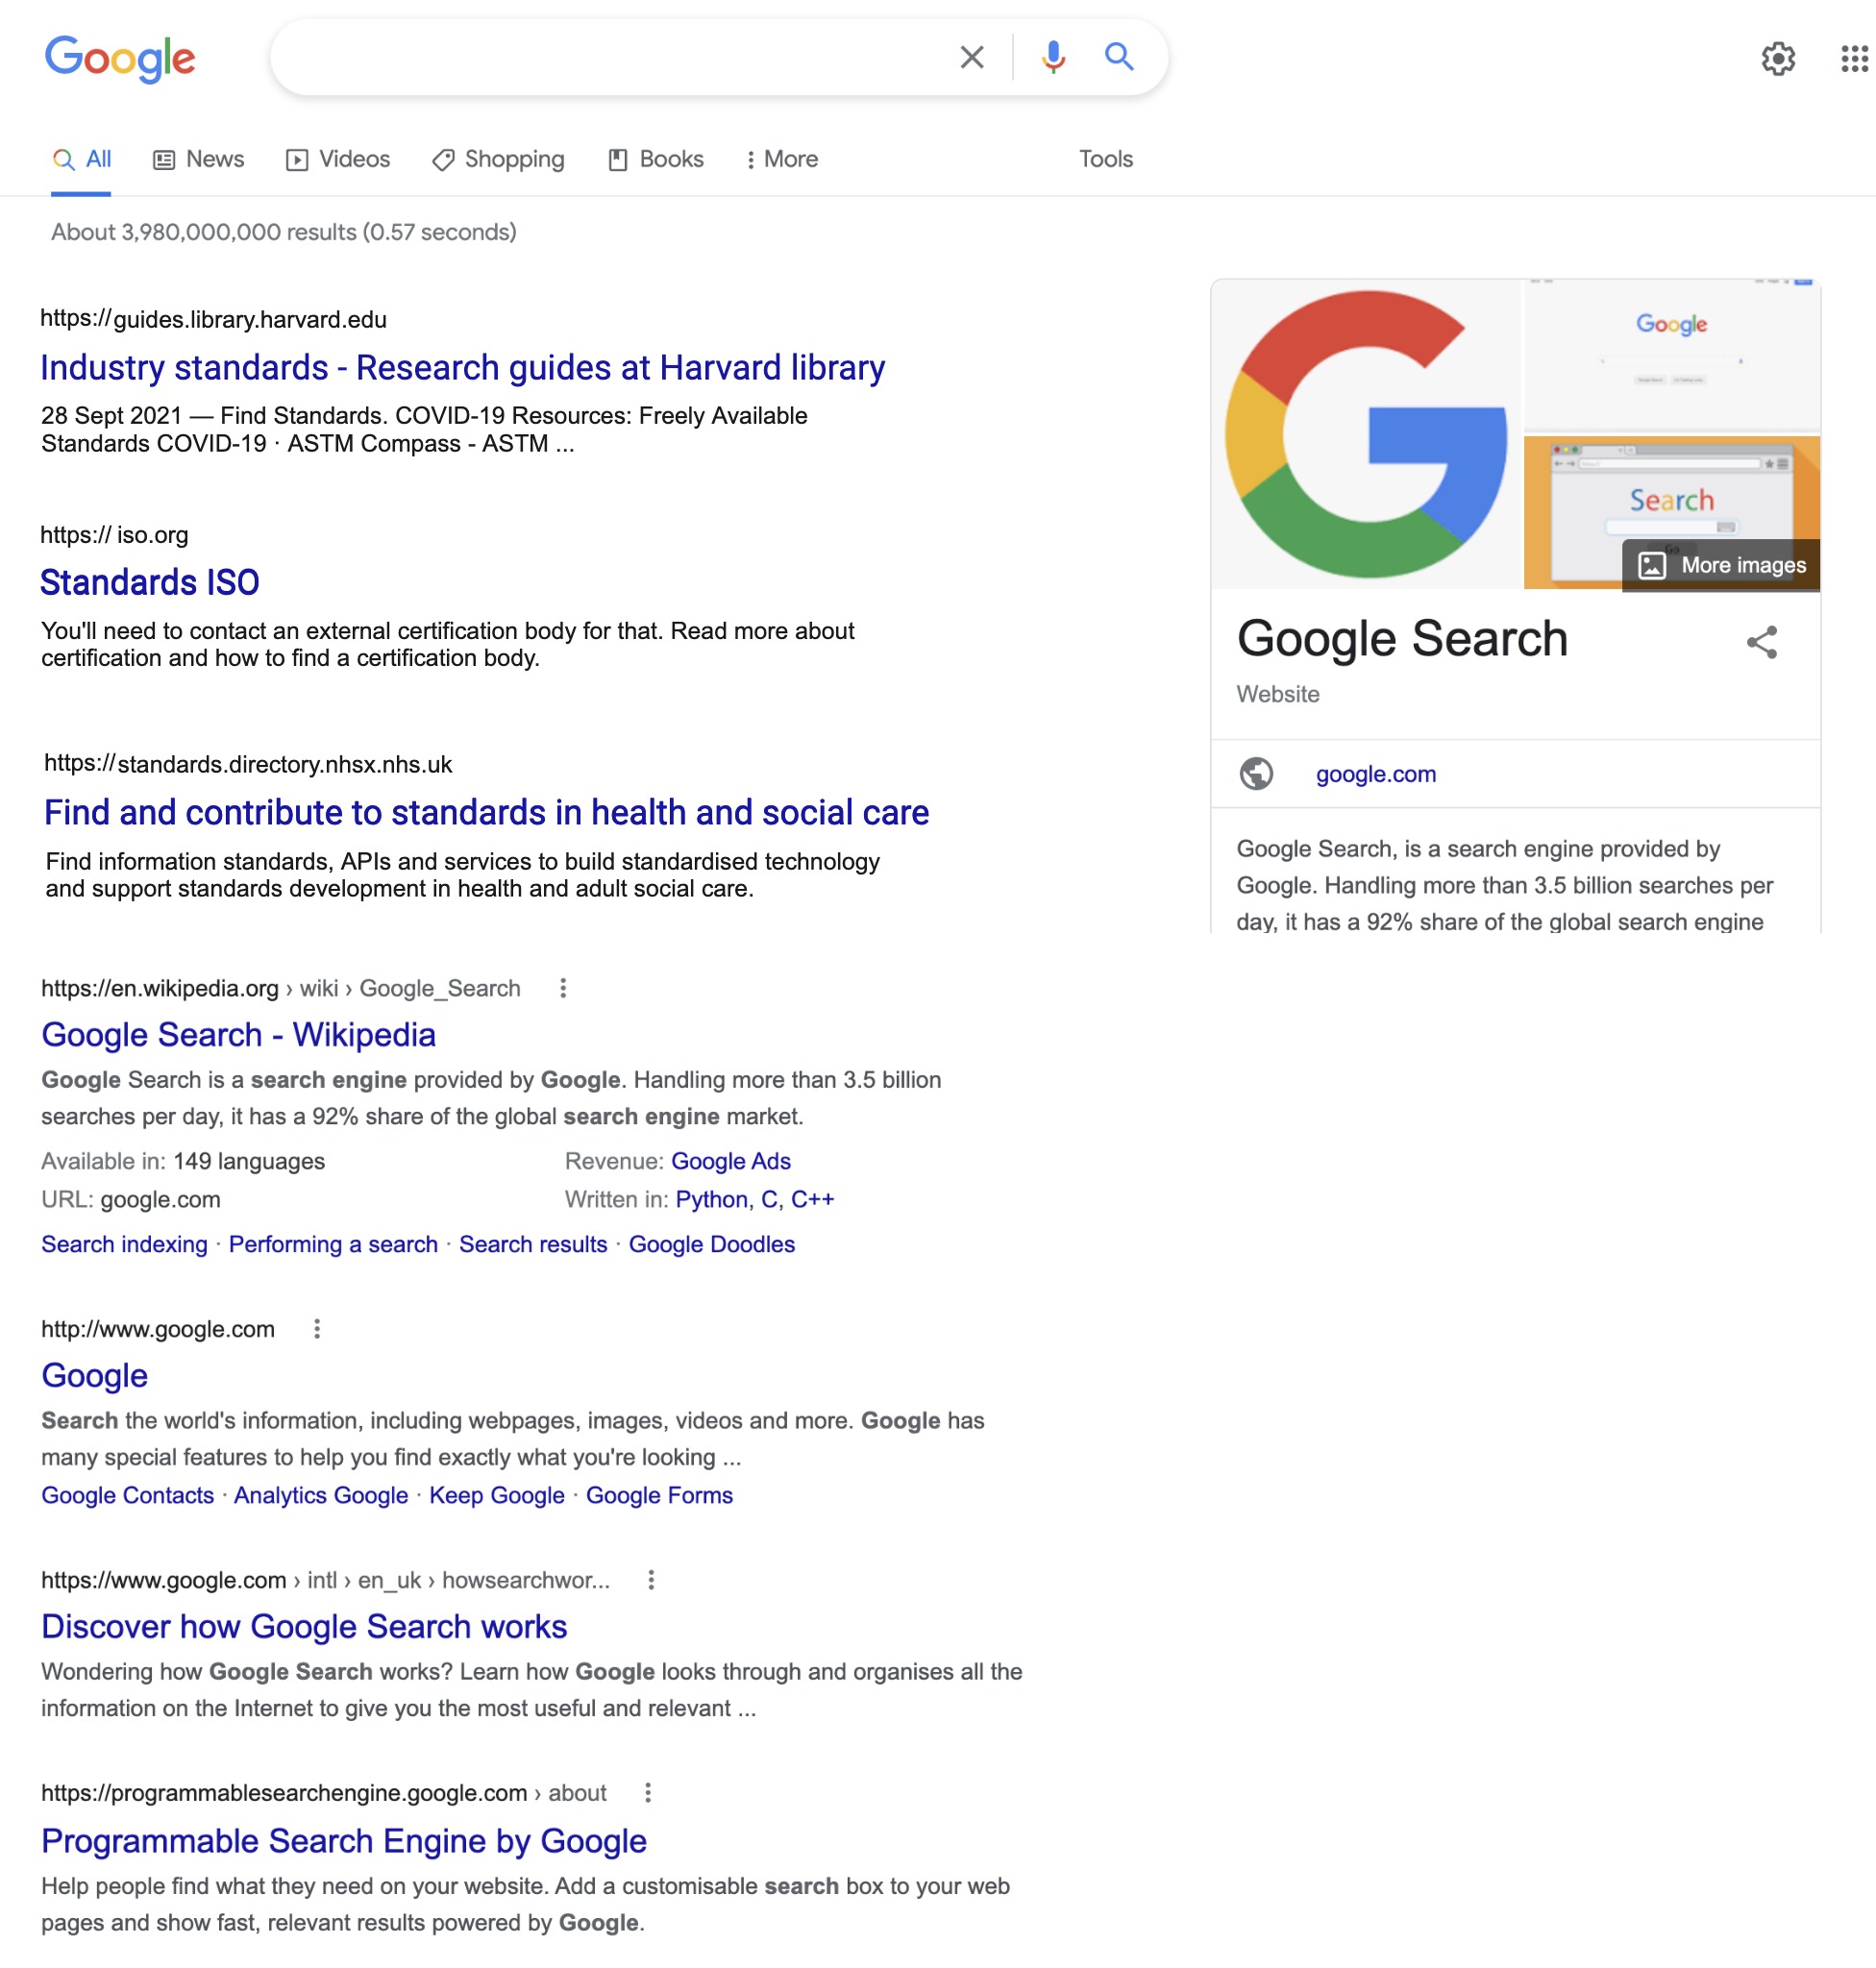 Google
All
News
Videos
Shopping
Books
More
Tools
About 3,980,000,000 results (0.57 seconds)
https://guides.library.harvard.edu
Industry standards - Research guides at Harvard library
28 Sept 2021 — Find Standards. COVID-19 Resources: Freely Available
Standards COVID-19 · ASTM Compass - ASTM ...
https:// iso.org
Standards ISO
You'll need to contact an external certification body for that. Read more about
certification and how to find a certification body.
https://standards.directory.nhsx.nhs.uk
Find and contribute to standards in health and social care
Find information standards, APIs and services to build standardised technology
and support standards development in health and adult social care.
https://en.wikipedia.org › wiki › Google_Search
Google Search - Wikipedia
Google Search is a search engine provided by Google. Handling more than 3.5 billion
searches per day, it has a 92% share of the global search engine market.
Available in: 149 languages
Revenue: Google Ads
URL: google.com
Written in: Python, C, C++
Search indexing · Performing a search · Search results · Google Doodles
http://www.google.com
Google
Search the world's information, including webpages, images, videos and more. Google has
many special features to help you find exactly what you're looking ...
Google Contacts · Analytics Google · Keep Google · Google Forms
https://www.google.com › intl › en_uk › howsearchwor...
Discover how Google Search works
Wondering how Google Search works? Learn how Google looks through and organises all the
information on the Internet to give you the most useful and relevant ...
https://programmablesearchengine.google.com › about
Programmable Search Engine by Google
Help people find what they need on your website. Add a customisable search box to your web
pages and show fast, relevant results powered by Google.
Google
Search
Go
More images
Google Search
Website
google.com
Google Search, is a search engine provided by
Google. Handling more than 3.5 billion searches per
day, it has a 92% share of the global search engine